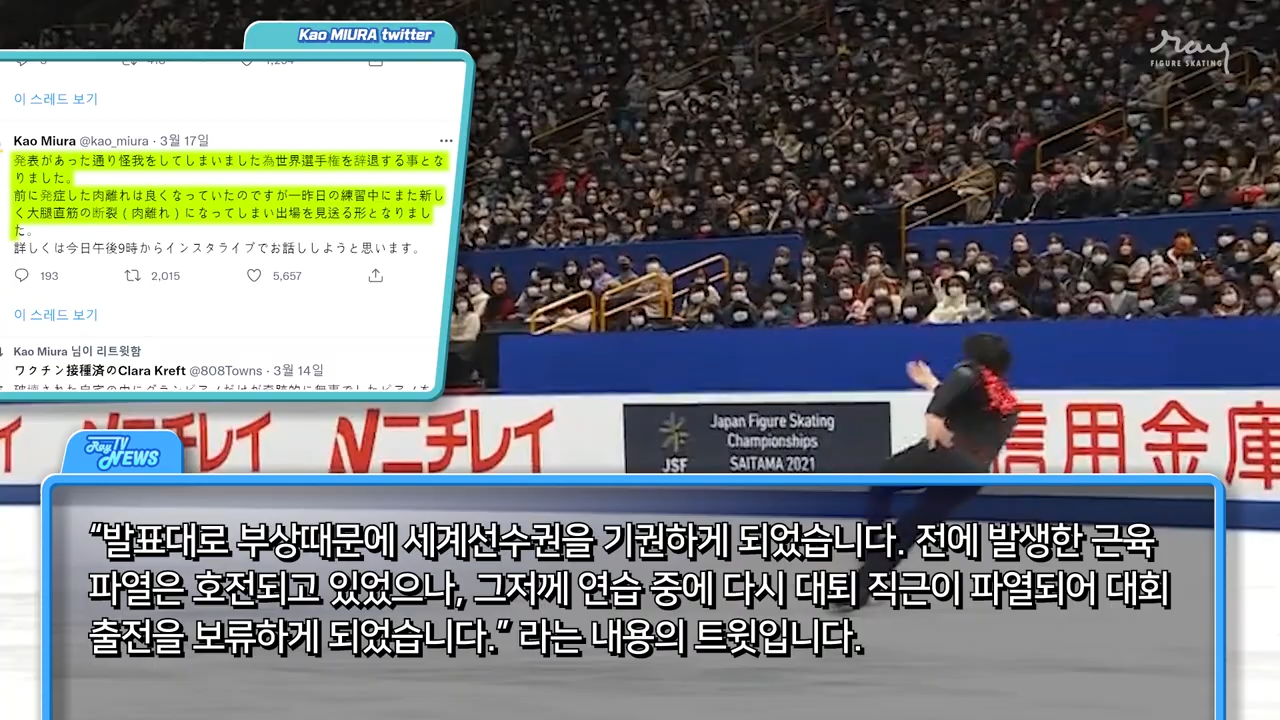 Kao MIURA twitter
ray
FIGURE SKATING
이 스레드 보기
Kao Miura @kao_miura · 3월 17일
発表があった通り怪我をしてしまいました為世界選手権を辞退する事とな
りました。
前に発症した肉離れは良くなっていたのですが一昨日の練習中にまた新し
く大腿直筋の断裂（肉離れ）になってしまい出場を見送る形となりまし
た。
詳しくは今日午後9時からインスタライブでお話ししようと思います。
193 2,015 5,657
이 스레드 보기
Kao Miura 님이 리트윗함
ワクチン接種済のClara Kreft @808Towns · 3월 14일
ニチレイ
ニチレイ
Japan Figure Skating
Championships
SAITAMA 2021
JSF
信用金庫
Ray TV
NEWS
“발표대로 부상때문에 세계선수권을 기권하게 되었습니다. 전에 발생한 근육
파열은 호전되고 있었으나, 그저께 연습 중에 다시 대퇴 직근이 파열되어 대회
출전을 보류하게 되었습니다.” 라는 내용의 트윗입니다.